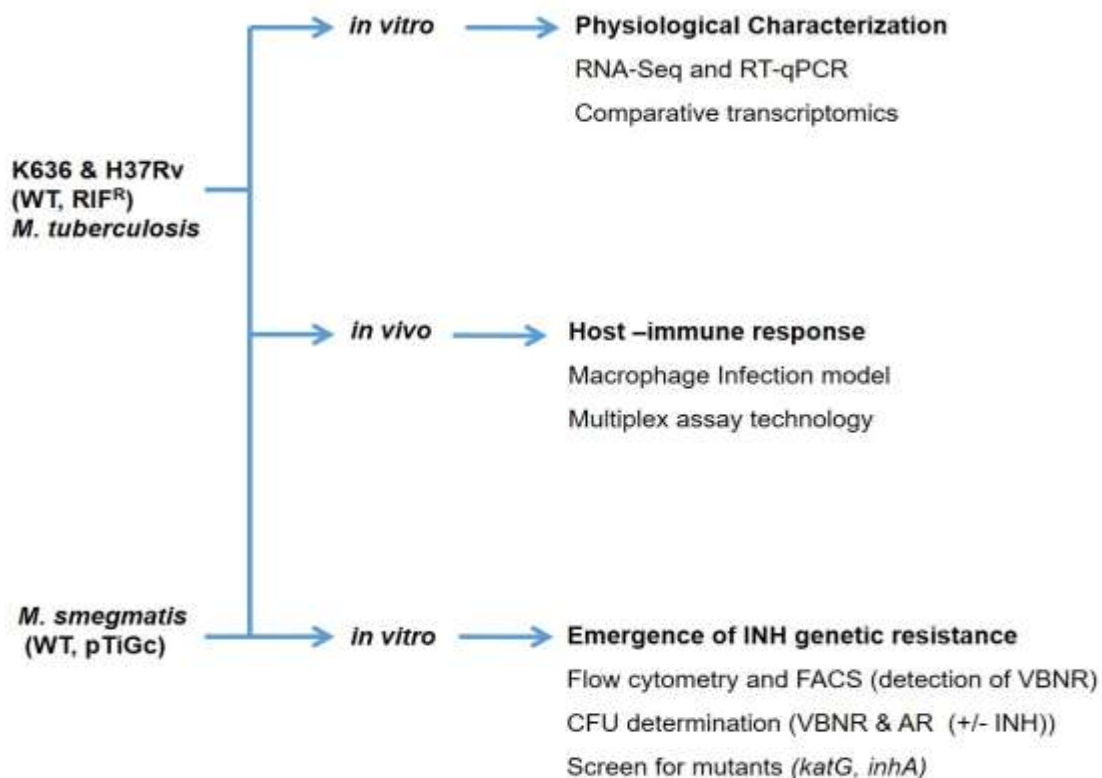 in vitro
Physiological Characterization
RNA-Seq and RT-qPCR
Comparative transcriptomics
K636 & H37Rv
(WT, RIFᴿ)
M. tuberculosis
in vivo
Host –immune response
Macrophage Infection model
Multiplex assay technology
M. smegmatis
(WT, pTiGc)
in vitro
Emergence of INH genetic resistance
Flow cytometry and FACS (detection of VBNR)
CFU determination (VBNR & AR (+/- INH))
Screen for mutants (katG, inhA)